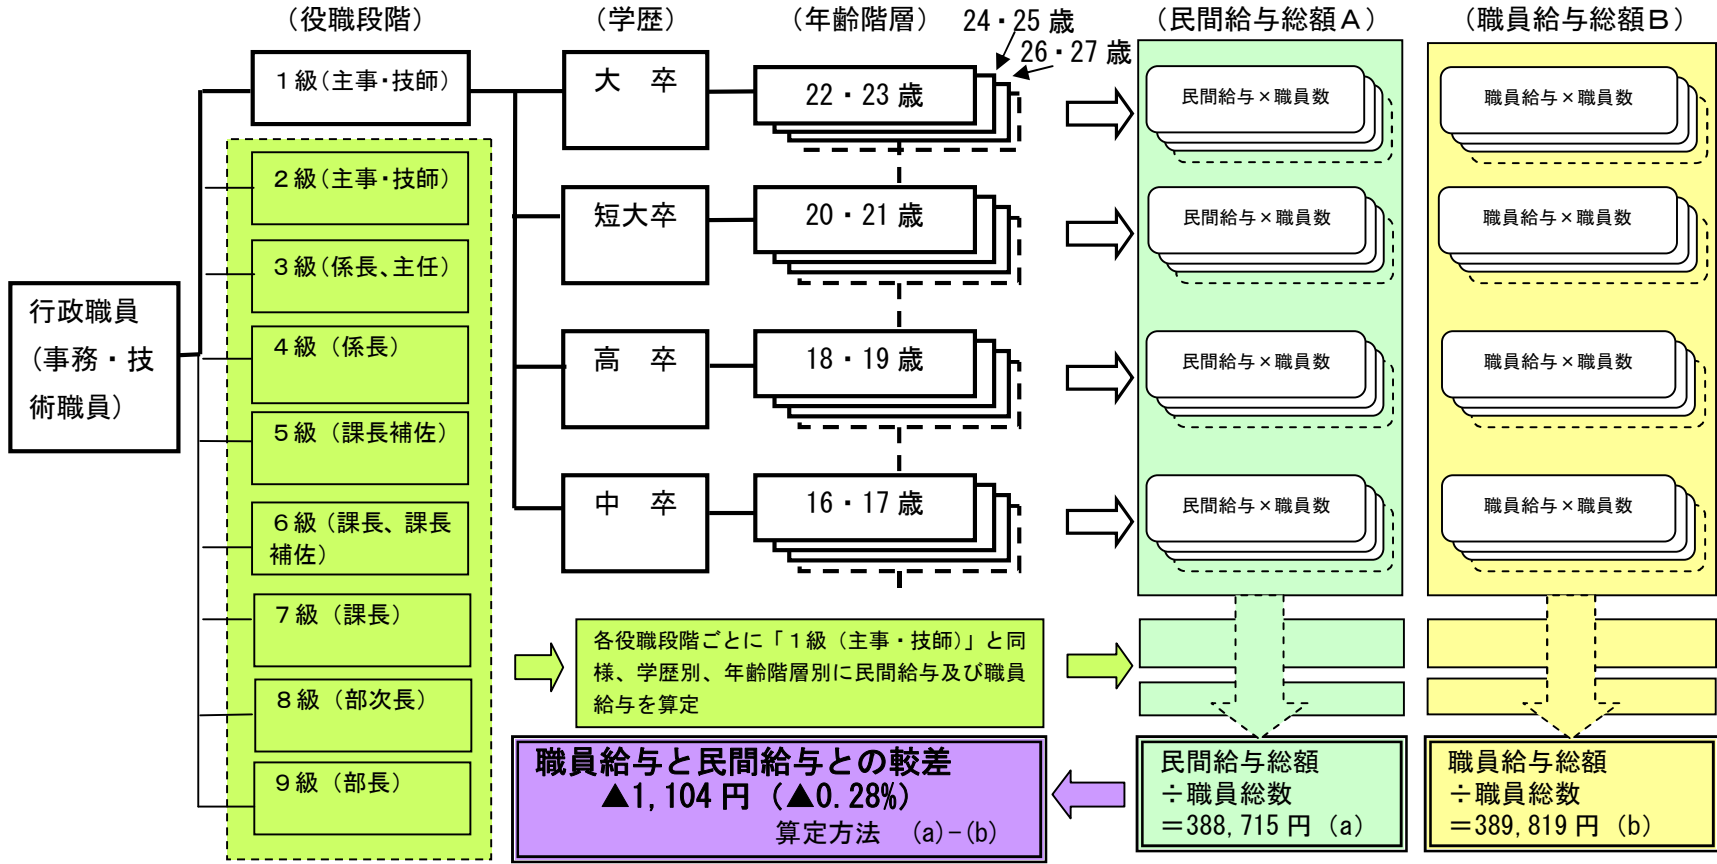 （役職段階）
（学歴）
（年齢階層）
24・25 歳
26・27 歳
（民間給与総額Ａ）
（職員給与総額Ｂ）
行政職員
（事務・技
術職員）
１級（主事・技師）
２級（主事・技師）
３級（係長、主任）
４級（係長）
５級（課長補佐）
６級（課長、課長
補佐）
７級（課長）
８級（部次長）
９級（部長）
大　卒
22・23 歳
民間給与×職員数
職員給与×職員数
短大卒
20・21 歳
民間給与×職員数
職員給与×職員数
高　卒
18・19 歳
民間給与×職員数
職員給与×職員数
中　卒
16・17 歳
民間給与×職員数
職員給与×職員数
各役職段階ごとに「１級（主事・技師）」と同
様、学歴別、年齢階層別に民間給与及び職員
給与を算定
職員給与と民間給与との較差
▲1,104 円（▲0.28%）
算定方法　(a)-(b)
民間給与総額
÷職員総数
＝388,715 円（a）
職員給与総額
÷職員総数
＝389,819 円（b）